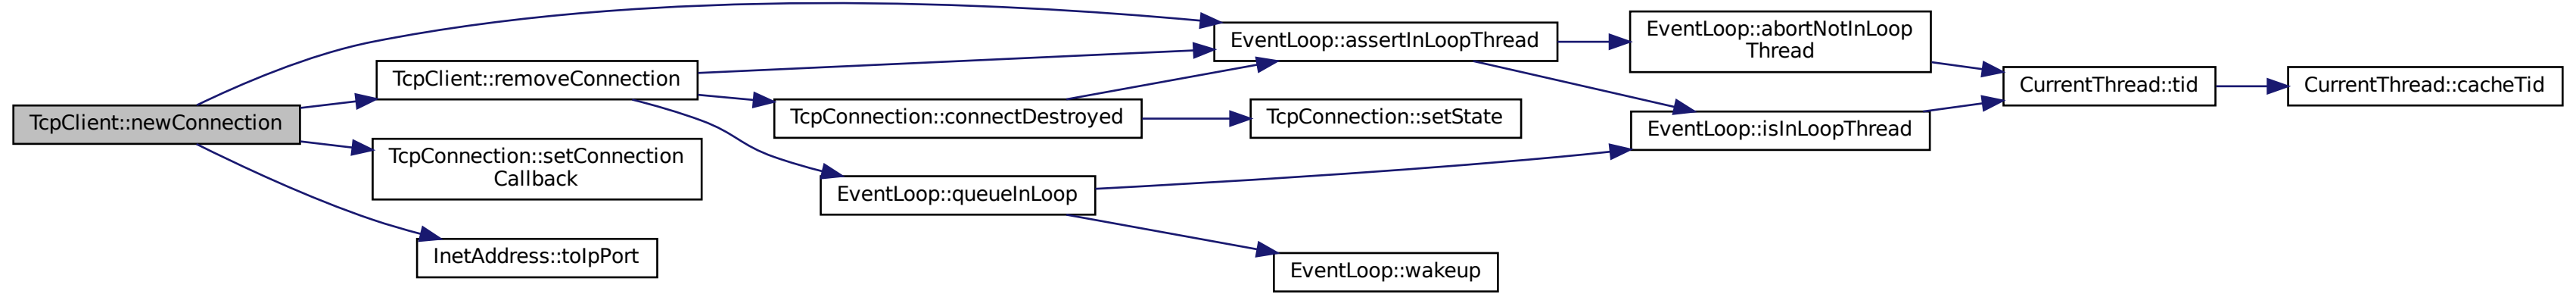 TcpClient::newConnection
TcpClient::removeConnection
TcpConnection::setConnection
Callback
InetAddress::toIpPort
TcpConnection::connectDestroyed
EventLoop::queueInLoop
EventLoop::assertInLoopThread
TcpConnection::setState
EventLoop::wakeup
EventLoop::abortNotInLoop
Thread
EventLoop::isInLoopThread
CurrentThread::tid
CurrentThread::cacheTid